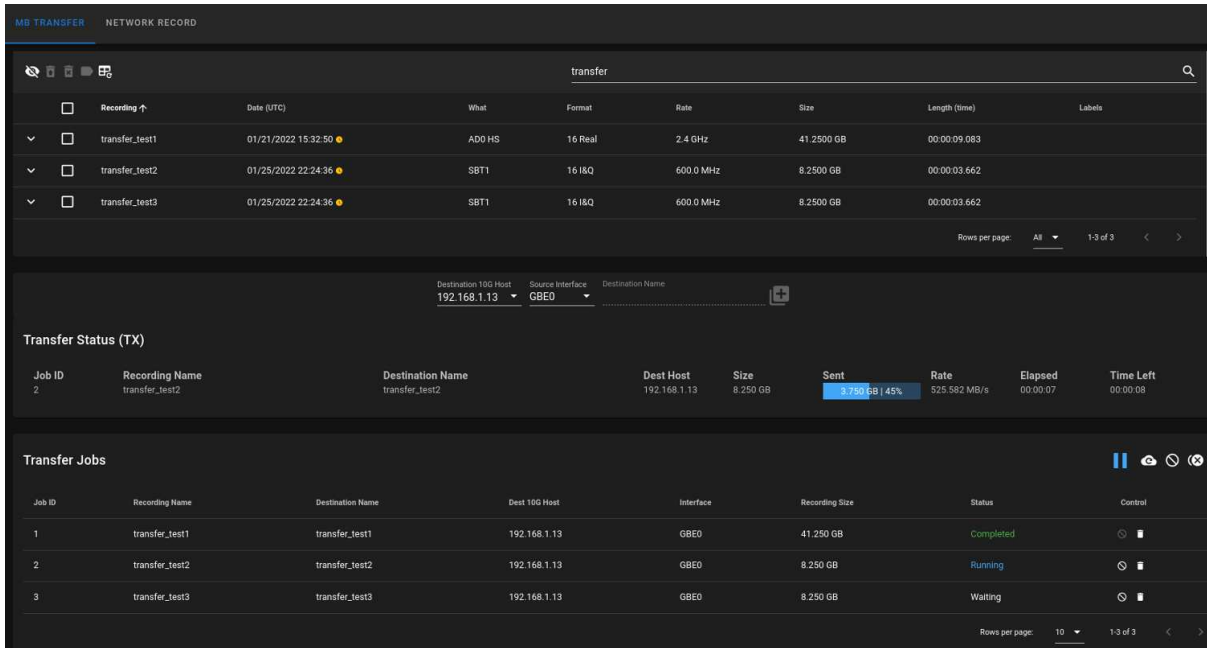 MB TRANSFER NETWORK RECORD
transfer
Recording Date (UTC) What Format Rate Size Length (time) Labels
transfer_test1 01/21/2022 15:32:50 AD0 HS 16 Real 2.4 GHz 41.2500 GB 00:00:09.083
transfer_test2 01/25/2022 22:24:36 SBT1 16 I&Q 600.0 MHz 8.2500 GB 00:00:03.662
transfer_test3 01/25/2022 22:24:36 SBT1 16 I&Q 600.0 MHz 8.2500 GB 00:00:03.662
Rows per page: All 1-3 of 3
Destination 10G Host Source Interface Destination Name
192.168.1.13 GBE0
Transfer Status (TX)
Job ID Recording Name Destination Name Dest Host Size Sent Rate Elapsed Time Left
2 transfer_test2 transfer_test2 192.168.1.13 8.250 GB 3.750 GB | 45% 525.582 MB/s 00:00:07 00:00:08
Transfer Jobs
Job ID Recording Name Destination Name Dest 10G Host Interface Recording Size Status Control
1 transfer_test1 transfer_test1 192.168.1.13 GBE0 41.250 GB Completed
2 transfer_test2 transfer_test2 192.168.1.13 GBE0 8.250 GB Running
3 transfer_test3 transfer_test3 192.168.1.13 GBE0 8.250 GB Waiting
Rows per page: 10 1-3 of 3